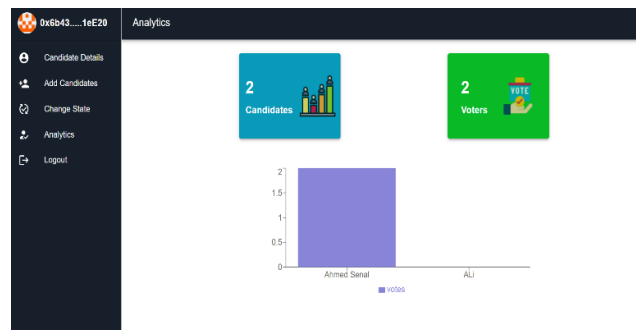 0x6b43.....1eE20
Analytics
Candidate Details
Add Candidates
Change State
Analytics
Logout
2
Candidates
2
Voters
VOTE
2
1.5
1
0.5
0
Ahmed Senal
ALi
votes